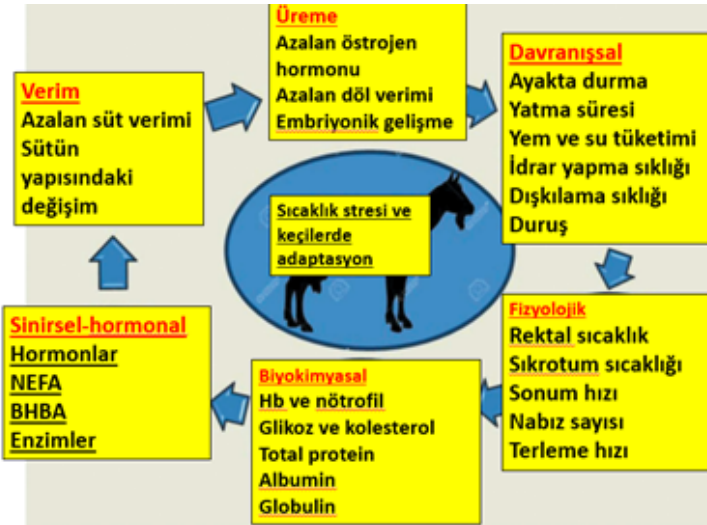 Üreme
Azalan östrojen
hormonu
Azalan döl verimi
Embriyonik gelişme
Davranışsal
Ayakta durma
Yatma süresi
Yem ve su tüketimi
İdrar yapma sıklığı
Dışkılama sıklığı
Duruş
Fizyolojik
Rektal sıcaklık
Sıkrotum sıcaklığı
Sonum hızı
Nabız sayısı
Terleme hızı
Biyokimyasal
Hb ve nötrofil
Glikoz ve kolesterol
Total protein
Albumin
Globulin
Sinirsel-hormonal
Hormonlar
NEFA
BHBA
Enzimler
Verim
Azalan süt verimi
Sütün
yapısındaki
değişim
Sıcaklık stresi ve
keçilerde
adaptasyon